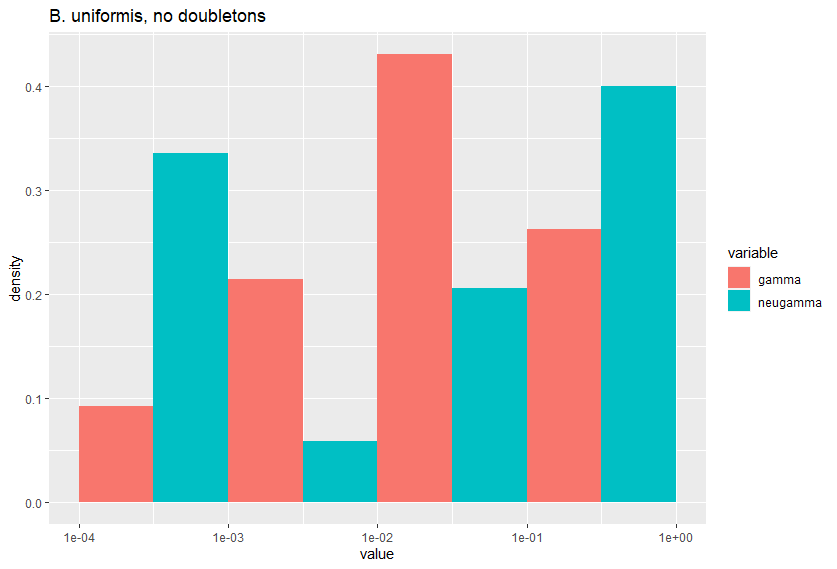 B. uniformis, no doubletons
density
0.4
0.3
0.2
0.1
0.0
1e-04 1e-03 1e-02 1e-01 1e+00
value
variable
gamma
neugamma